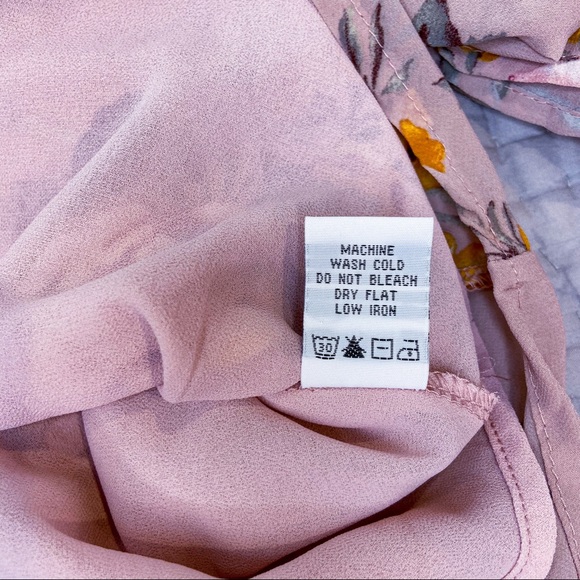 MACHINE
WASH COLD
DO NOT BLEACH
DRY FLAT
LOW IRON
30